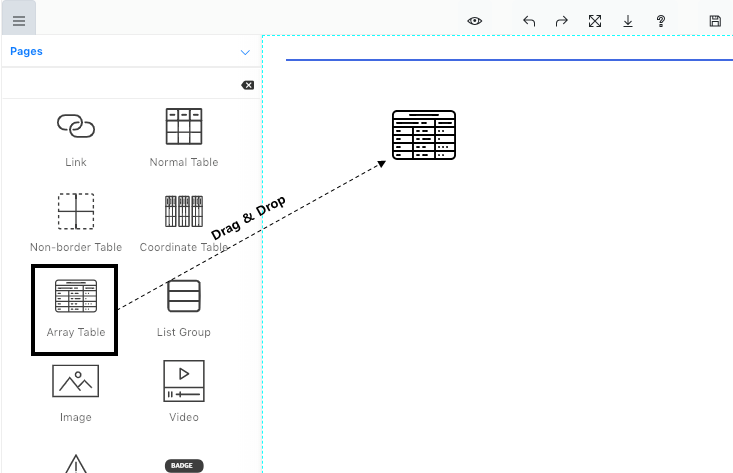 Pages
Link
Normal Table
Non-border Table
Coordinate Table
Drag & Drop
Array Table
List Group
Image
Video
BADGE